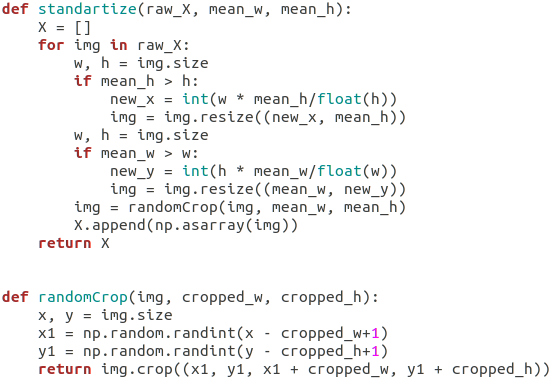 def standartize(raw_X, mean_w, mean_h):
    X = []
    for img in raw_X:
        w, h = img.size
        if mean_h > h:
            new_x = int(w * mean_h/float(h))
            img = img.resize((new_x, mean_h))
        w, h = img.size
        if mean_w > w:
            new_y = int(h * mean_w/float(w))
            img = img.resize((mean_w, new_y))
        img = randomCrop(img, mean_w, mean_h)
        X.append(np.asarray(img))
    return X

def randomCrop(img, cropped_w, cropped_h):
    x, y = img.size
    x1 = np.random.randint(x - cropped_w+1)
    y1 = np.random.randint(y - cropped_h+1)
    return img.crop((x1, y1, x1 + cropped_w, y1 + cropped_h))